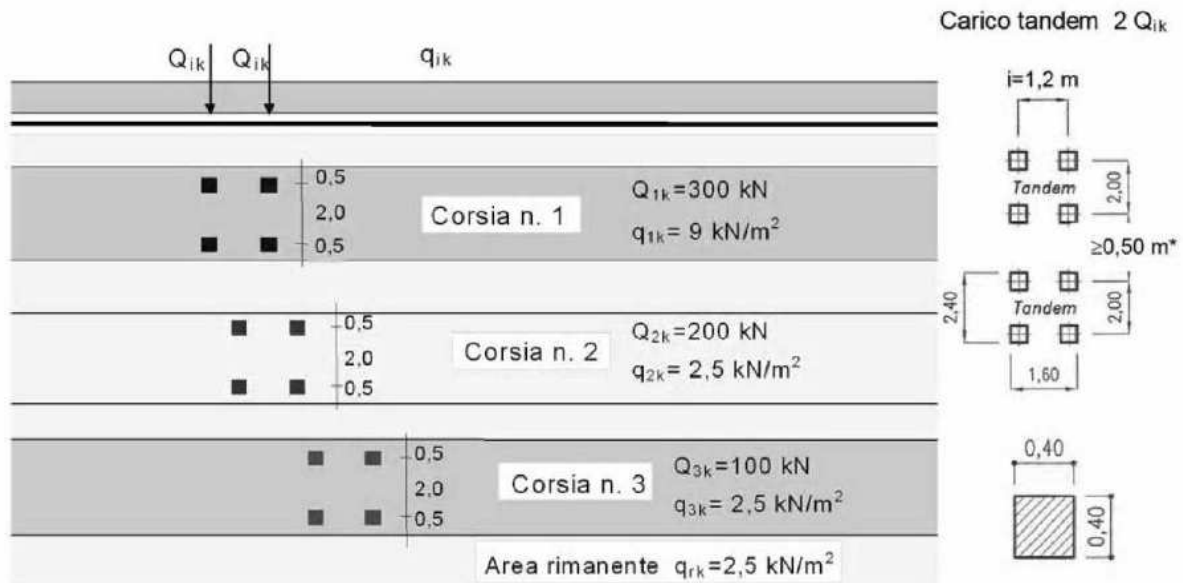 Carico tandem 2 Qik
Qik Qik qik
i=1,2 m
0,5
2,0
0,5
Corsia n. 1
Q1k=300 kN
q1k= 9 kN/m²
Tandem
2,00
≥0,50 m*
0,5
2,0
0,5
Corsia n. 2
Q2k=200 kN
q2k= 2,5 kN/m²
2,40
Tandem
2,00
1,60
0,5
2,0
0,5
Corsia n. 3
Q3k=100 kN
q3k= 2,5 kN/m²
0,40
0,40
Area rimanente qrk=2,5 kN/m²